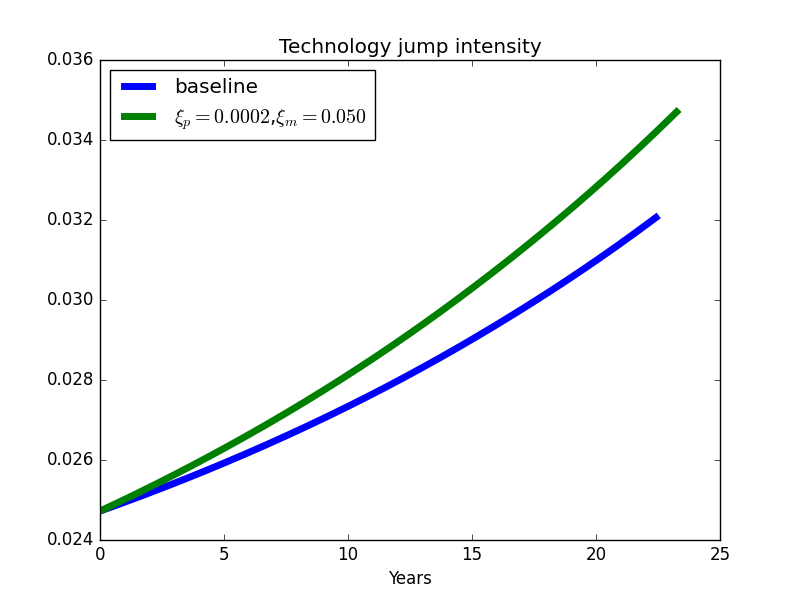 Technology jump intensity
0.036
0.034
0.032
0.030
0.028
0.026
0.024
baseline
ξₚ = 0.0002,ξₘ = 0.050
0 5 10 15 20 25
Years